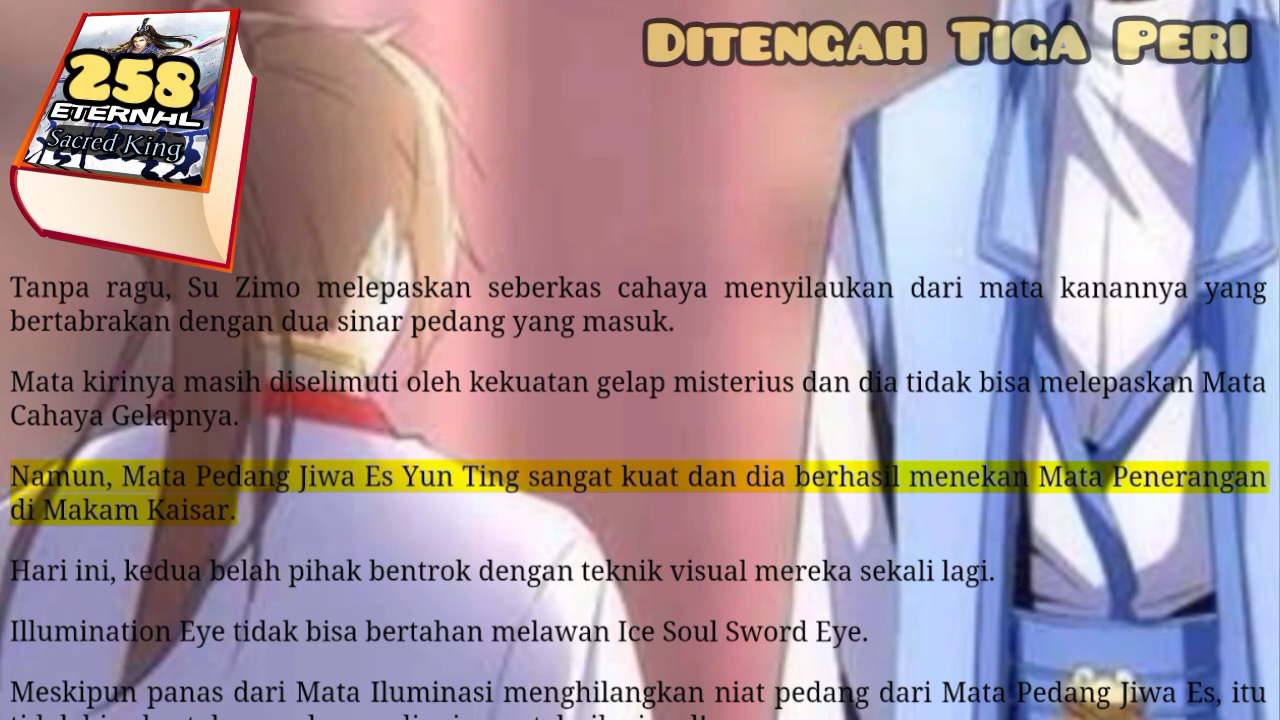 258
ETERNAL
Sacred King
Ditengah Tiga Peri
Tanpa ragu, Su Zimo melepaskan seberkas cahaya menyilaukan dari mata kanannya yang
bertabrakan dengan dua sinar pedang yang masuk.
Mata kirinya masih diselimuti oleh kekuatan gelap misterius dan dia tidak bisa melepaskan Mata
Cahaya Gelapnya.
Namun, Mata Pedang Jiwa Es Yun Ting sangat kuat dan dia berhasil menekan Mata Penerangan
di Makam Kaisar.
Hari ini, kedua belah pihak bentrok dengan teknik visual mereka sekali lagi.
Illumination Eye tidak bisa bertahan melawan Ice Soul Sword Eye.
Meskipun panas dari Mata Iluminasi menghilangkan niat pedang dari Mata Pedang Jiwa Es, itu